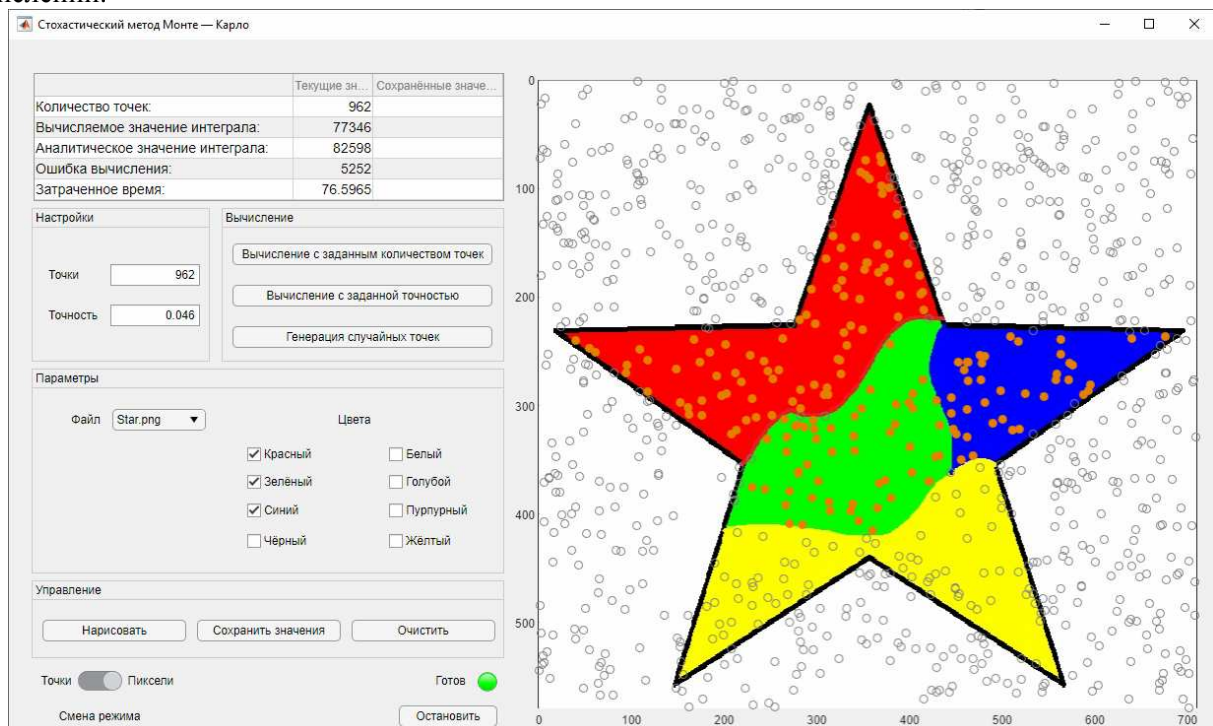 числении.
Стохастический метод Монте — Карло
Текущие зн... Сохранённые значе...
Количество точек: 962
Вычисляемое значение интеграла: 77346
Аналитическое значение интеграла: 82598
Ошибка вычисления: 5252
Затраченное время: 76.5965
Настройки
Точки 962
Точность 0.046
Вычисление
Вычисление с заданным количеством точек
Вычисление с заданной точностью
Генерация случайных точек
Параметры
Файл Star.png
Цвета
Красный Белый
Зелёный Голубой
Синий Пурпурный
Чёрный Жёлтый
Управление
Нарисовать Сохранить значения Очистить
Точки Пиксели Готов
Смена режима Остановить
0
100
200
300
400
500
0 100 200 300 400 500 600 700